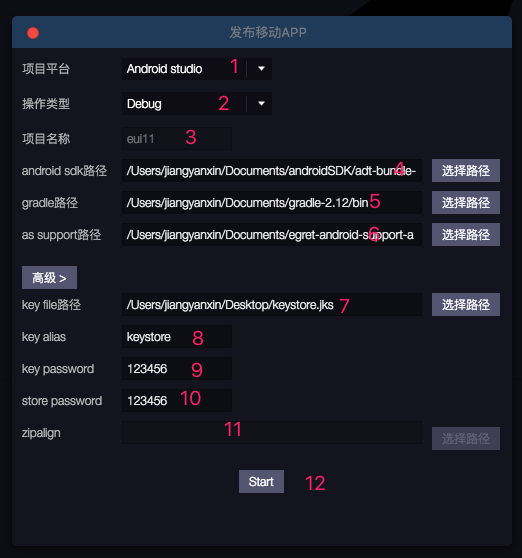 发布移动APP
项目平台 Android studio 1
操作类型 Debug 2
项目名称 eui11 3
android sdk路径 /Users/jiangyanxin/Documents/androidSDK/adt-bundle- 4 选择路径
gradle路径 /Users/jiangyanxin/Documents/gradle-2.12/bin 5 选择路径
as support路径 /Users/jiangyanxin/Documents/egret-android-support-a 6 选择路径
高级 >
key file路径 /Users/jiangyanxin/Desktop/keystore.jks 7 选择路径
key alias keystore 8
key password 123456 9
store password 123456 10
zipalign 11 选择路径
Start 12